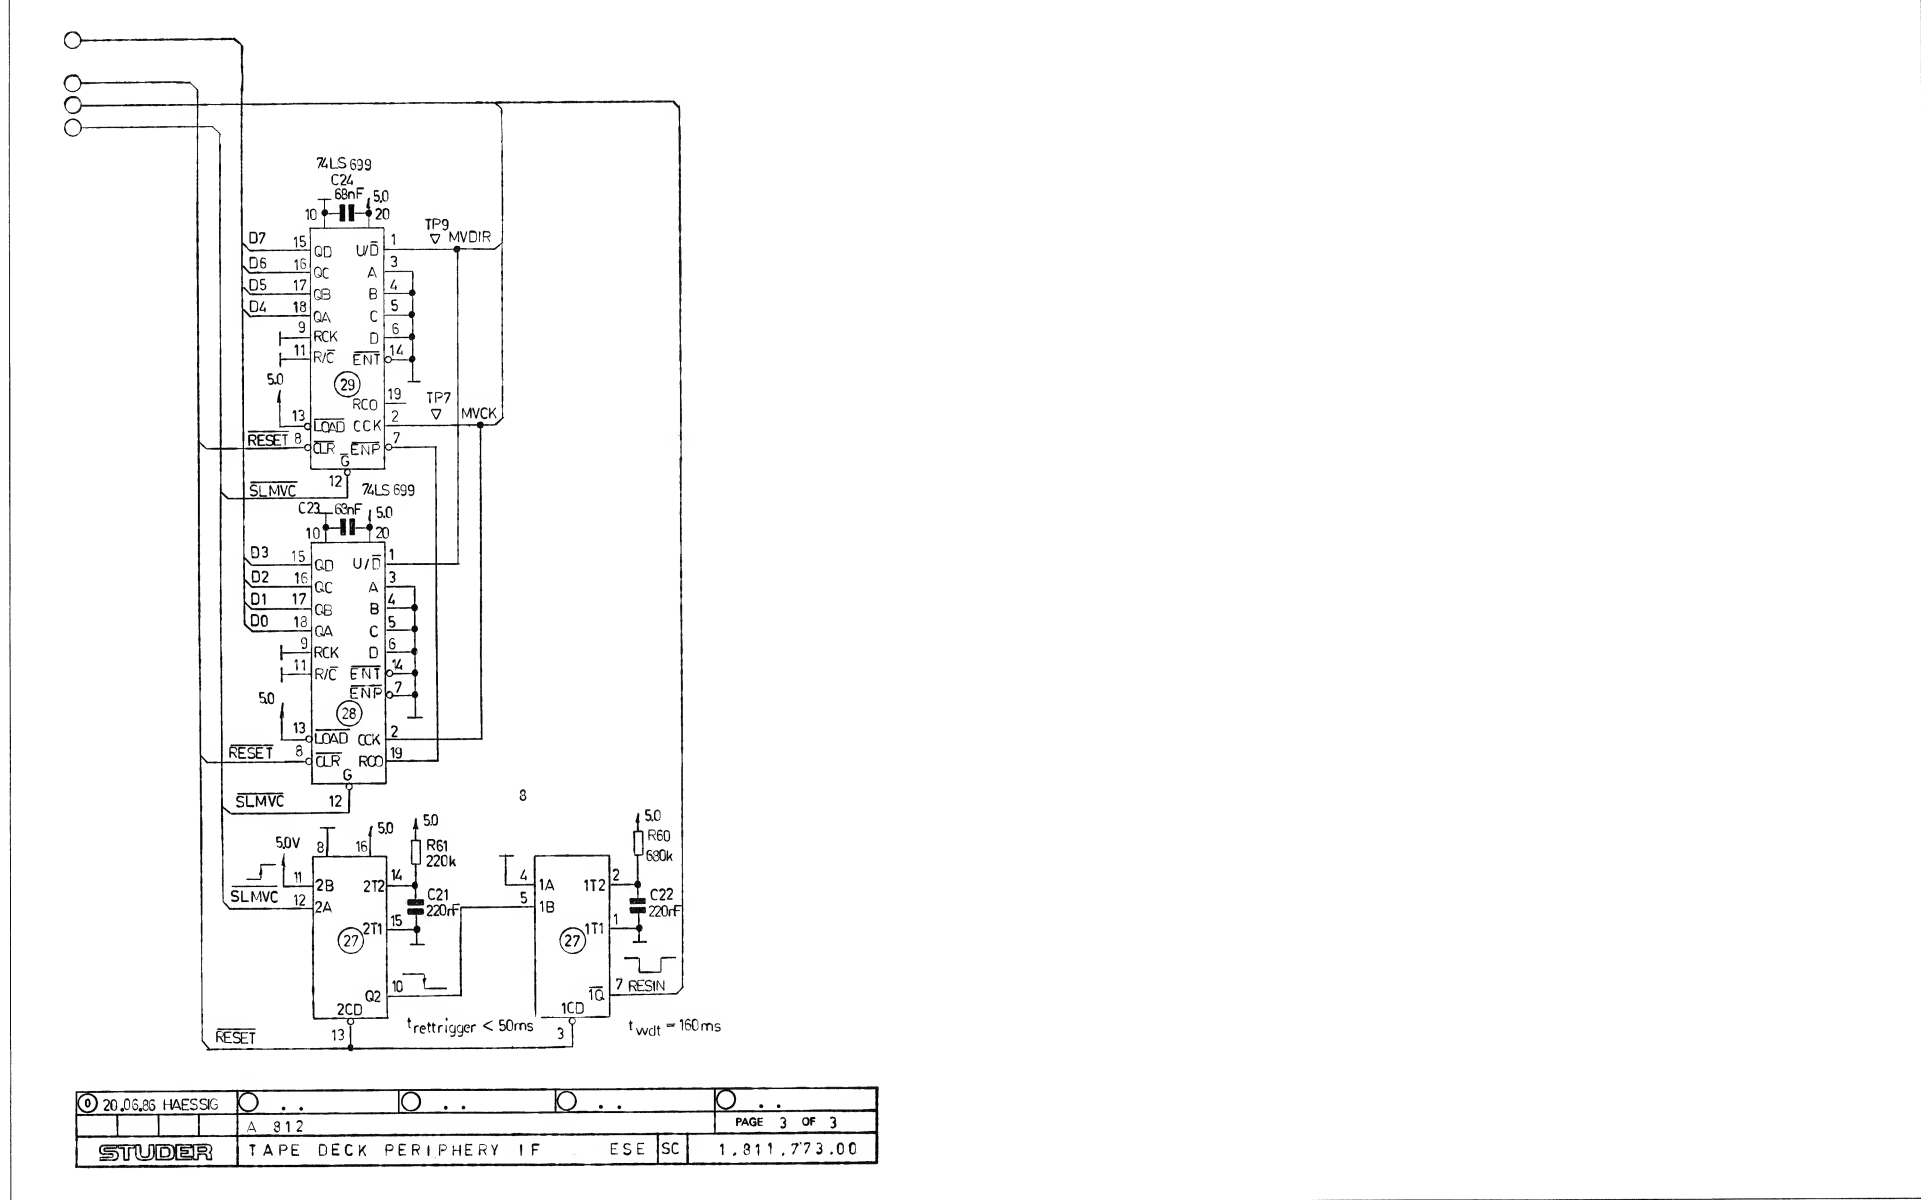 74LS 699
C24
68nF 5,0
10 20
TP9
D7 15 QD U/D̅ 1 MVDIR
D6 16 QC A 3
D5 17 QB B 4
D4 18 QA C 5
9 RCK D 6
11 R/C̅ ENT 14
5.0
29
RCO 19 TP7
13 LOAD CCK 2 MVCK
RESET 8 CLR ENP 7
G̅
12
SLMVC 74LS 699
C23 68nF 5.0
10 20
D3 15 QD U/D̅ 1
D2 16 QC A 3
D1 17 QB B 4
D0 18 QA C 5
9 RCK D 6
11 R/C̅ ENT 14
ENP 7
5.0
28
13 LOAD CCK 2
RESET 8 CLR RCO 19
G
SLMVC 12
8
5,0V 8 16 5,0 5.0
R61
220k
5.0
R60
680k
11 2B 2T2 14
SLMVC 12 2A
C21
220nF
15 2T1
27
10 Q2
2CD
13
4 1A 1T2 2
5 1B
C22
220nF
1 1T1
27
7 RESIN
1Q̅
1CD
3
trettrigger < 50ms
twdt = 160ms
RESET
0 20.06.86 HAESSIG . . . . . . . .
A 812 PAGE 3 OF 3
STUDER TAPE DECK PERIPHERY IF ESE SC 1.811.773.00